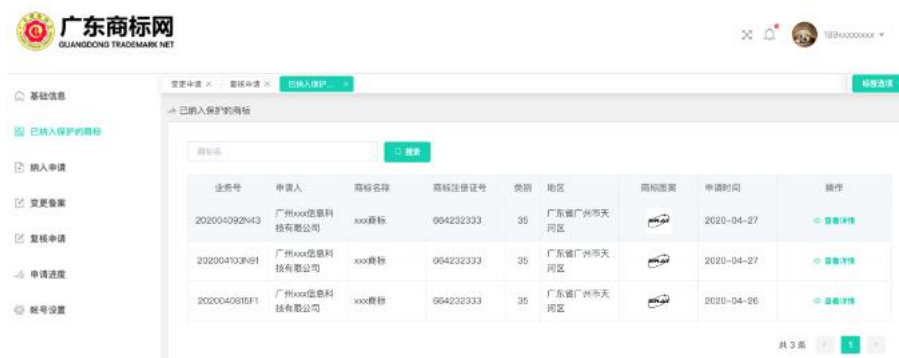 广东商标网
GUANGDONG TRADEMARK NET
189xxxxxxxx
变更申请 × 复核申请 × 已纳入保护... × 标签选项
已纳入保护的商标
基础信息
已纳入保护的商标
纳入申请
变更备案
复核申请
申请进度
帐号设置
商标名 搜索
业务号 申请人 商标名称 商标注册证号 类别 地区 商标图案 申请时间 操作
202004092N43 广州xxx信息科技有限公司 xxx商标 664232333 35 广东省广州市天河区 2020-04-27 查看详情
202004103N91 广州xxx信息科技有限公司 xxx商标 664232333 35 广东省广州市天河区 2020-04-27 查看详情
202004081SF1 广州xxx信息科技有限公司 xxx商标 664232333 35 广东省广州市天河区 2020-04-26 查看详情
共 3 条 1